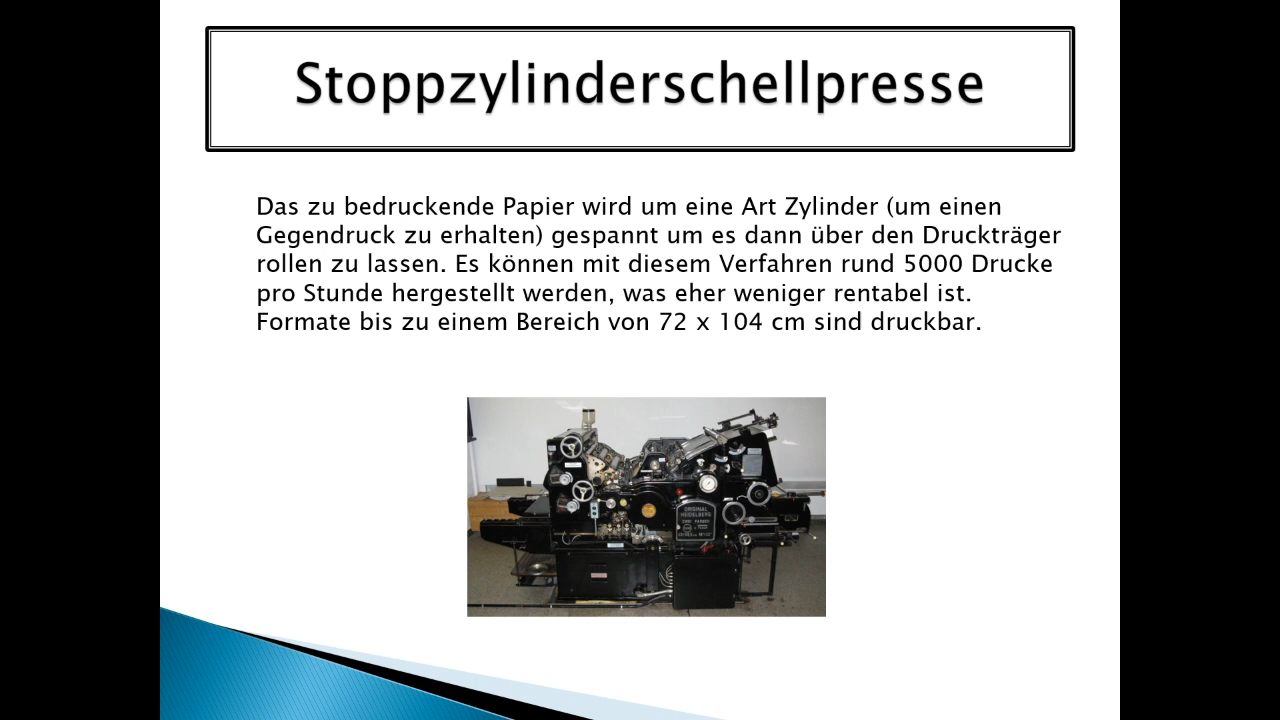 Stoppzylinderschellpresse
Das zu bedruckende Papier wird um eine Art Zylinder (um einen
Gegendruck zu erhalten) gespannt um es dann über den Druckträger
rollen zu lassen. Es können mit diesem Verfahren rund 5000 Drucke
pro Stunde hergestellt werden, was eher weniger rentabel ist.
Formate bis zu einem Bereich von 72 x 104 cm sind druckbar.
ORIGINAL
HEIDELBERG